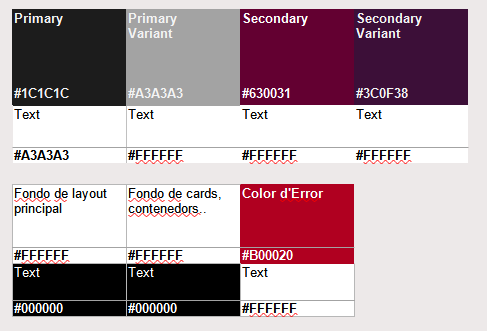 Primary Primary Variant Secondary Secondary Variant
#1C1C1C #A3A3A3 #630031 #3C0F38
Text Text Text Text
#A3A3A3 #FFFFFF #FFFFFF #FFFFFF
Fondo de layout principal Fondo de cards, contenedors.. Color d'Error
#FFFFFF #FFFFFF #B00020
Text Text Text
#000000 #000000 #FFFFFF